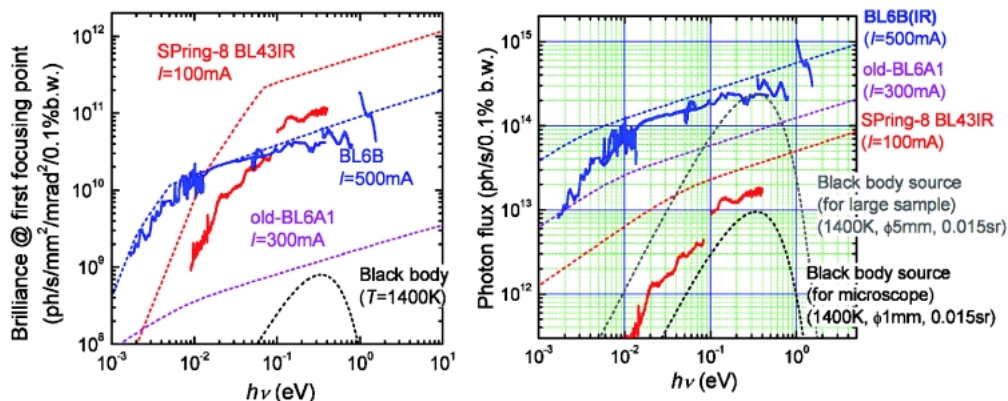 Brilliance @ first focusing point
(ph/s/mm²/mrad²/0.1%b.w.)
10¹²
10¹¹
10¹⁰
10⁹
10⁸
SPring-8 BL43IR
I=100mA
BL6B
I=500mA
old-BL6A1
I=300mA
Black body
(T=1400K)
10⁻³
10⁻²
10⁻¹
10⁰
10¹
hν (eV)
Photon flux (ph/s/0.1% b.w.)
10¹⁵
10¹⁴
10¹³
10¹²
BL6B(IR)
(I=500mA)
old-BL6A1
(I=300mA)
SPring-8 BL43IR
(I=100mA)
Black body source
(for large sample)
(1400K, ϕ5mm, 0.015sr)
Black body source
(for microscope)
(1400K, ϕ1mm, 0.015sr)
10⁻³
10⁻²
10⁻¹
10⁰
hν (eV)